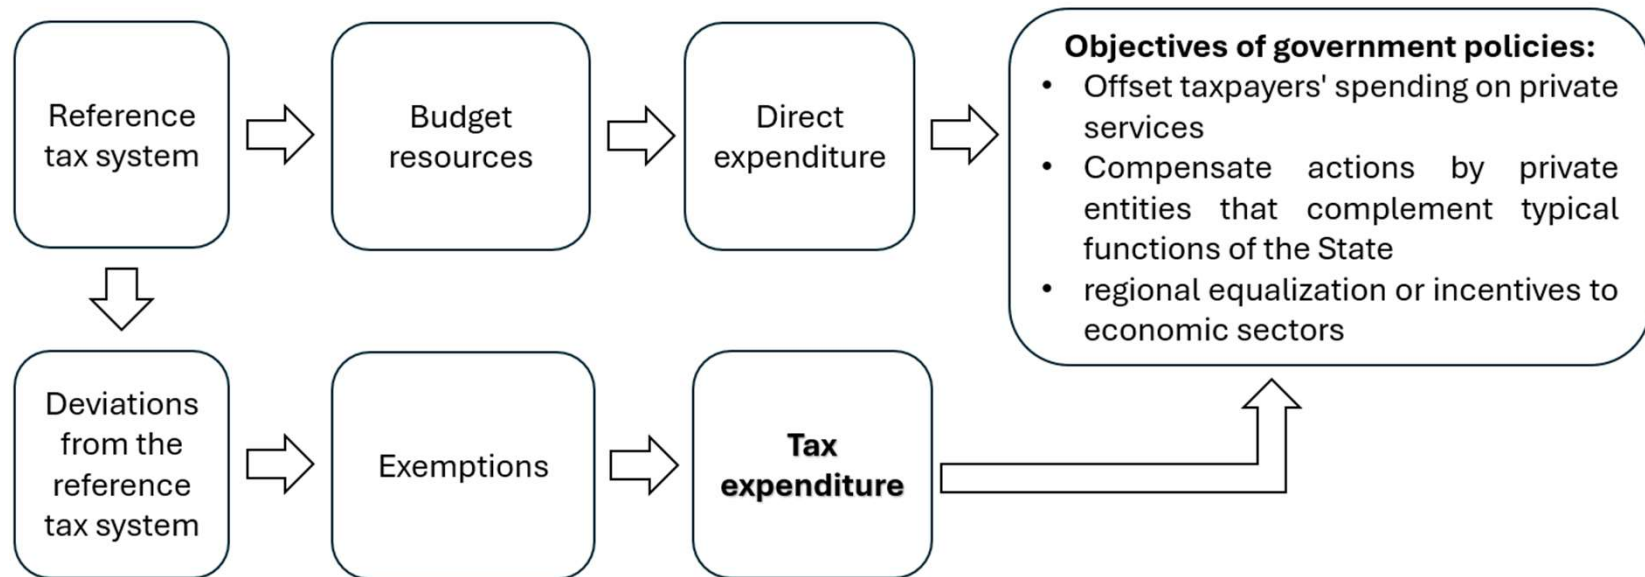 Reference
tax system
Budget
resources
Direct
expenditure
Objectives of government policies:
• Offset taxpayers' spending on private
services
• Compensate actions by private
entities that complement typical
functions of the State
• regional equalization or incentives to
economic sectors
Deviations
from the
reference
tax system
Exemptions
Tax
expenditure